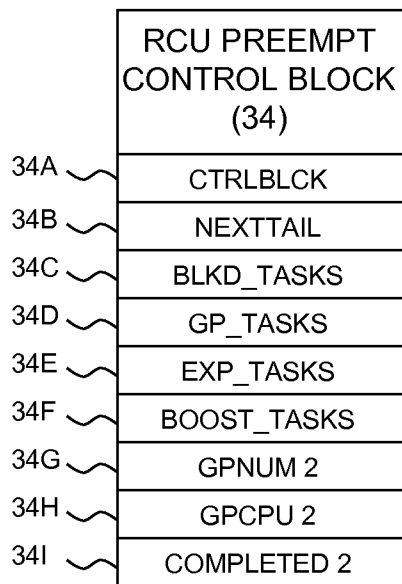 RCU PREEMPT
CONTROL BLOCK
(34)
34A CTRLBLCK
34B NEXTTAIL
34C BLKD_TASKS
34D GP_TASKS
34E EXP_TASKS
34F BOOST_TASKS
34G GPNUM 2
34H GPCPU 2
34I COMPLETED 2